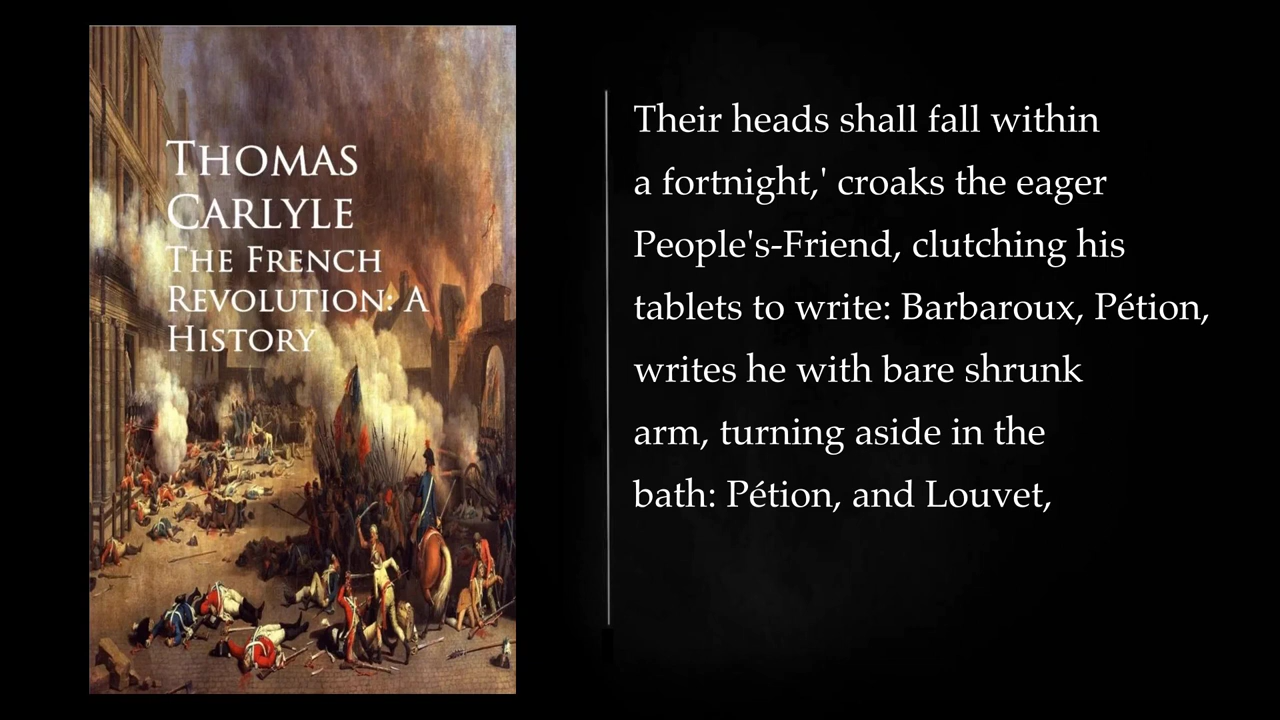 THOMAS
CARLYLE
THE FRENCH
REVOLUTION: A
HISTORY
Their heads shall fall within
a fortnight,' croaks the eager
People's-Friend, clutching his
tablets to write: Barbaroux, Pétion,
writes he with bare shrunk
arm, turning aside in the
bath: Pétion, and Louvet,